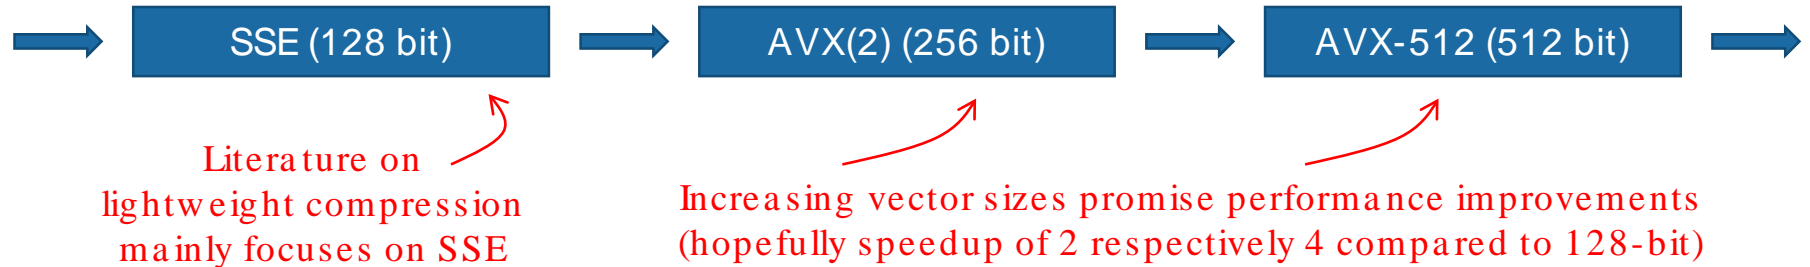 SSE (128 bit)
AVX(2) (256 bit)
AVX-512 (512 bit)
Literature on
lightweight compression
mainly focuses on SSE
Increasing vector sizes promise performance improvements
(hopefully speedup of 2 respectively 4 compared to 128-bit)